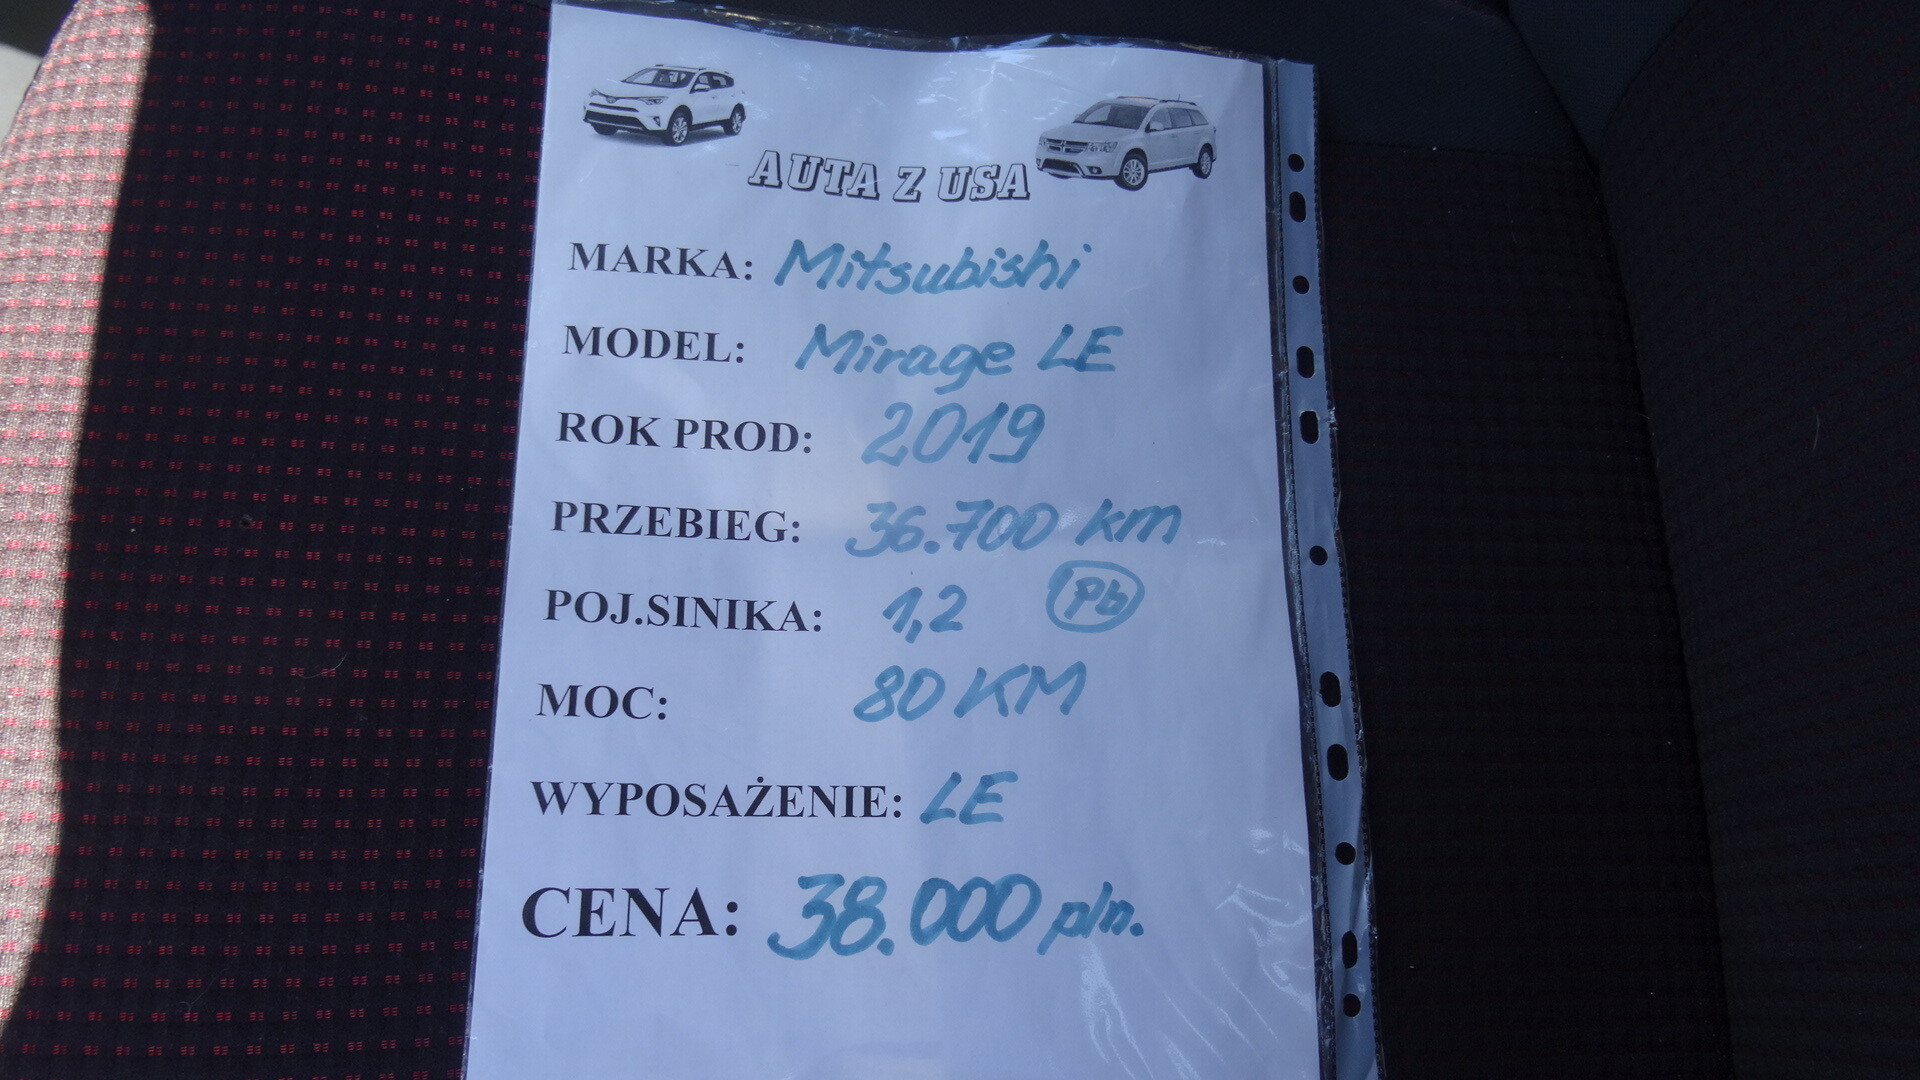 AUTA Z USA
MARKA: Mitsubishi
MODEL: Mirage LE
ROK PROD: 2019
PRZEBIEG: 36.700 km
POJ.SINIKA: 1,2 Pb
MOC: 80 KM
WYPOSAŻENIE: LE
CENA: 38.000 pln.